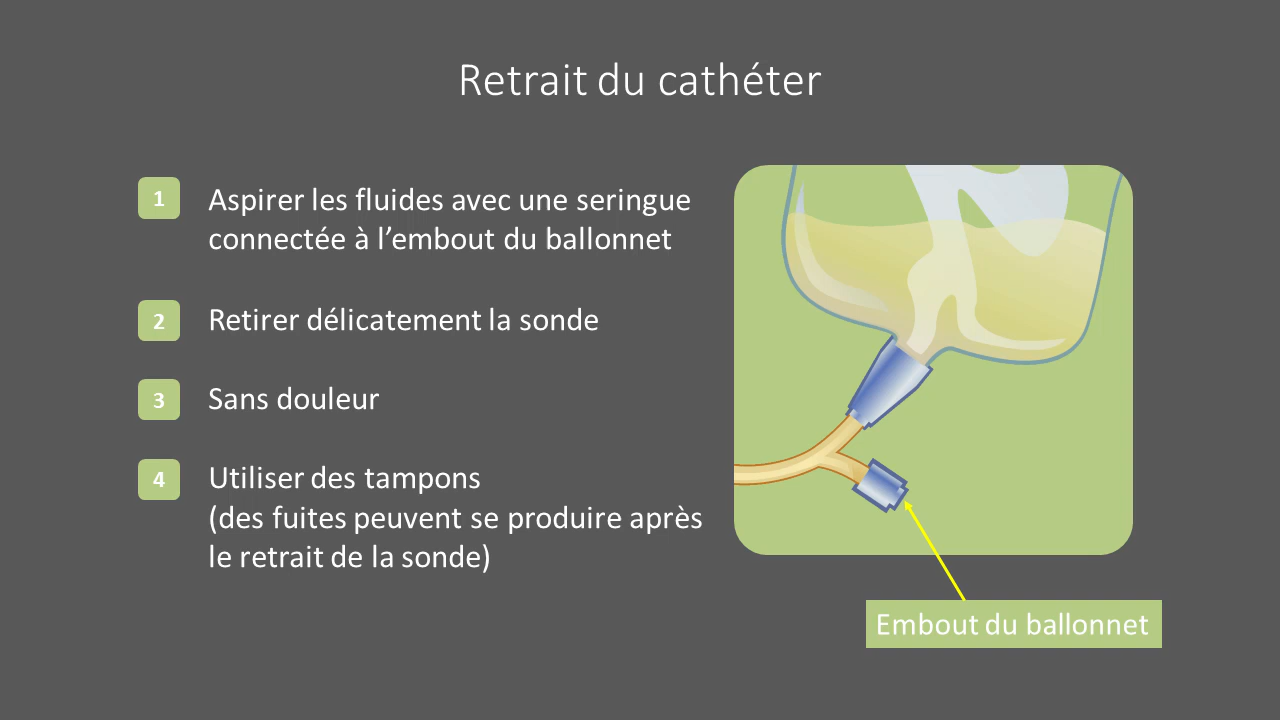 Retrait du cathéter
1 Aspirer les fluides avec une seringue
connectée à l’embout du ballonnet
2 Retirer délicatement la sonde
3 Sans douleur
4 Utiliser des tampons
(des fuites peuvent se produire après
le retrait de la sonde)
Embout du ballonnet